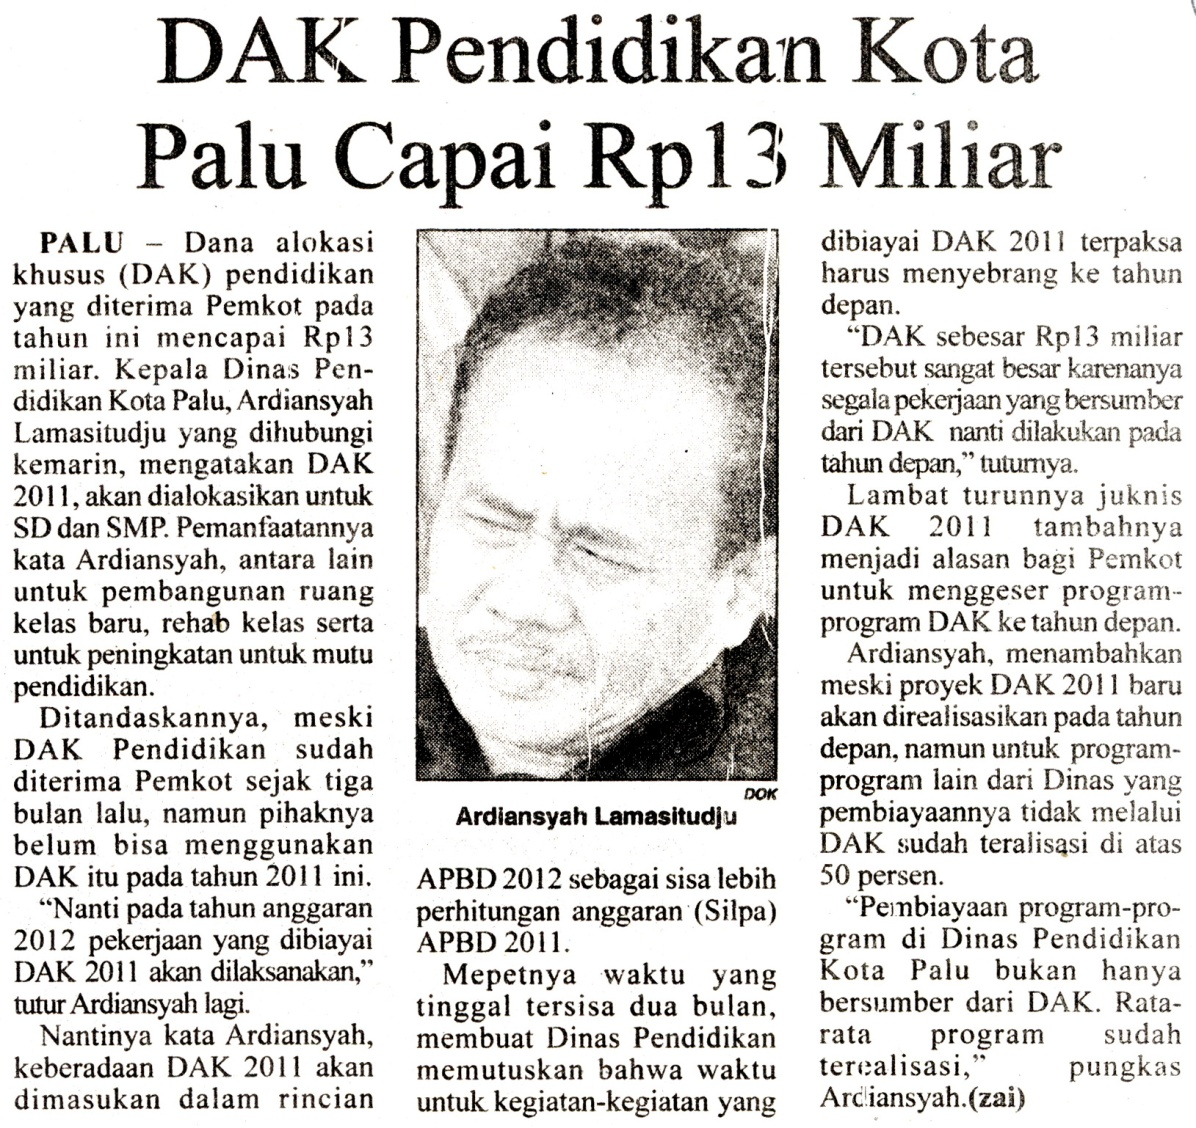 DAK Pendidikan Kota
Palu Capai Rp13 Miliar
PALU – Dana alokasi
khusus (DAK) pendidikan
yang diterima Pemkot pada
tahun ini mencapai Rp13
miliar. Kepala Dinas Pen-
didikan Kota Palu, Ardiansyah
Lamasitudju yang dihubungi
kemarin, mengatakan DAK
2011, akan dialokasikan untuk
SD dan SMP. Pemanfaatannya
kata Ardiansyah, antara lain
untuk pembangunan ruang
kelas baru, rehab kelas serta
untuk peningkatan untuk mutu
pendidikan.
Ditandaskannya, meski
DAK Pendidikan sudah
diterima Pemkot sejak tiga
bulan lalu, namun pihaknya
belum bisa menggunakan
DAK itu pada tahun 2011 ini.
“Nanti pada tahun anggaran
2012 pekerjaan yang dibiayai
DAK 2011 akan dilaksanakan,”
tutur Ardiansyah lagi.
Nantinya kata Ardiansyah,
keberadaan DAK 2011 akan
dimasukan dalam rincian
DOK
Ardiansyah Lamasitudju
APBD 2012 sebagai sisa lebih
perhitungan anggaran (Silpa)
APBD 2011.
Mepetnya waktu yang
tinggal tersisa dua bulan,
membuat Dinas Pendidikan
memutuskan bahwa waktu
untuk kegiatan-kegiatan yang
dibiayai DAK 2011 terpaksa
harus menyebrang ke tahun
depan.
“DAK sebesar Rp13 miliar
tersebut sangat besar karenanya
segala pekerjaan yang bersumber
dari DAK nanti dilakukan pada
tahun depan,” tuturnya.
Lambat turunnya juknis
DAK 2011 tambahnya
menjadi alasan bagi Pemkot
untuk menggeser program-
program DAK ke tahun depan.
Ardiansyah, menambahkan
meski proyek DAK 2011 baru
akan direalisasikan pada tahun
depan, namun untuk program-
program lain dari Dinas yang
pembiayaannya tidak melalui
DAK sudah teralisasi di atas
50 persen.
“Pembiayaan program-pro-
gram di Dinas Pendidikan
Kota Palu bukan hanya
bersumber dari DAK. Rata-
rata program sudah
terealisasi,” pungkas
Ardiansyah.(zai)